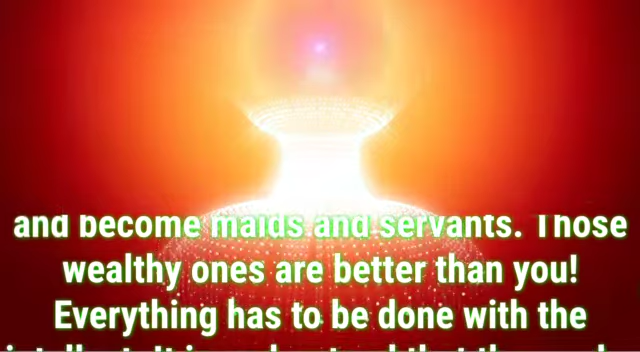 and become maids and servants. Those
wealthy ones are better than you!
Everything has to be done with the